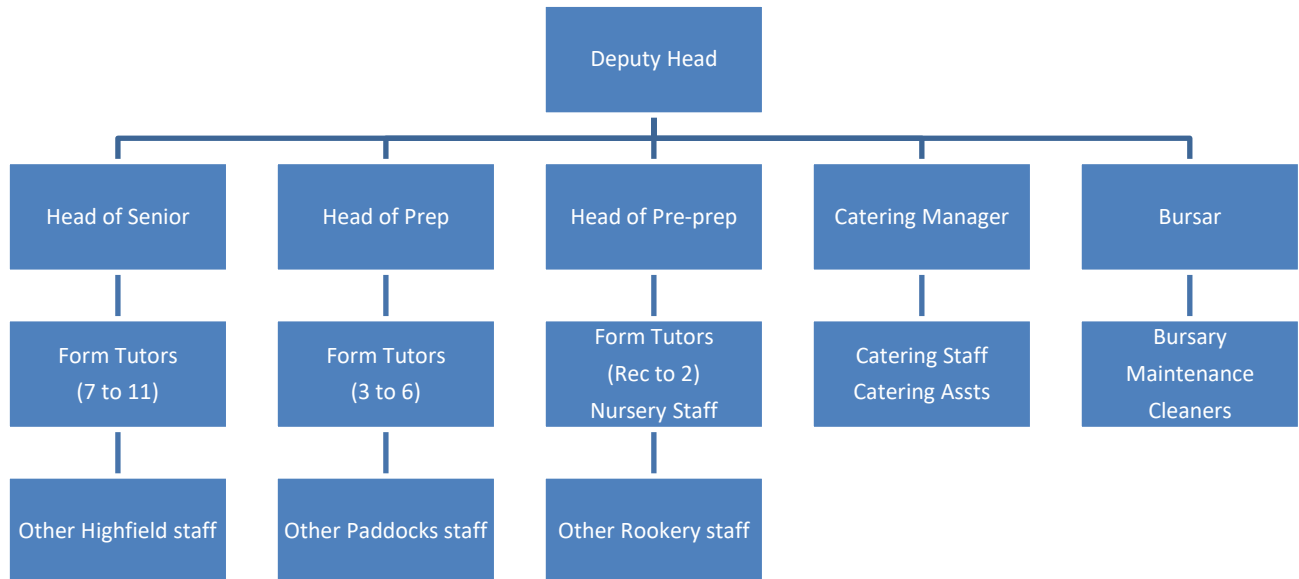 Deputy Head
Head of Senior
Head of Prep
Head of Pre-prep
Catering Manager
Bursar
Form Tutors
(7 to 11)
Form Tutors
(3 to 6)
Form Tutors
(Rec to 2)
Nursery Staff
Catering Staff
Catering Assts
Bursary
Maintenance
Cleaners
Other Highfield staff
Other Paddocks staff
Other Rookery staff